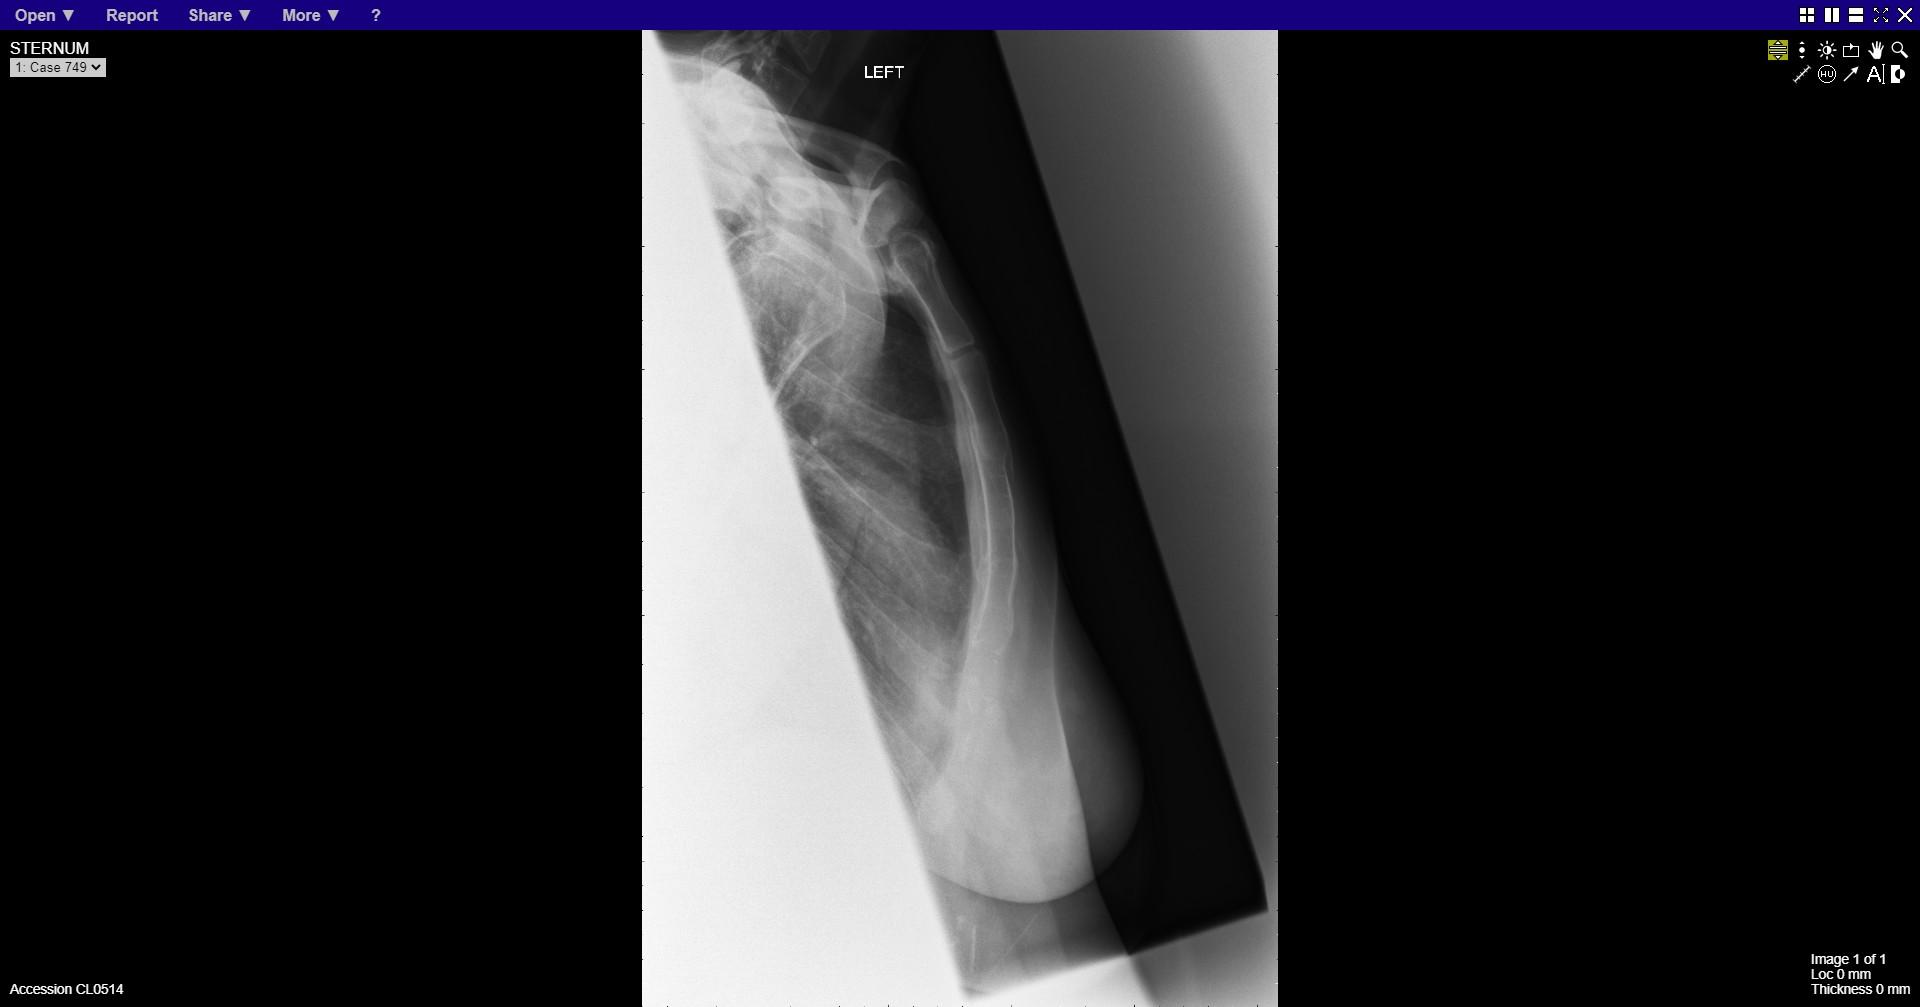 Open ▼ Report Share ▼ More ▼ ?
STERNUM
1: Case 749
LEFT
HU
A
Image 1 of 1
Loc 0 mm
Thickness 0 mm
Accession CL0514